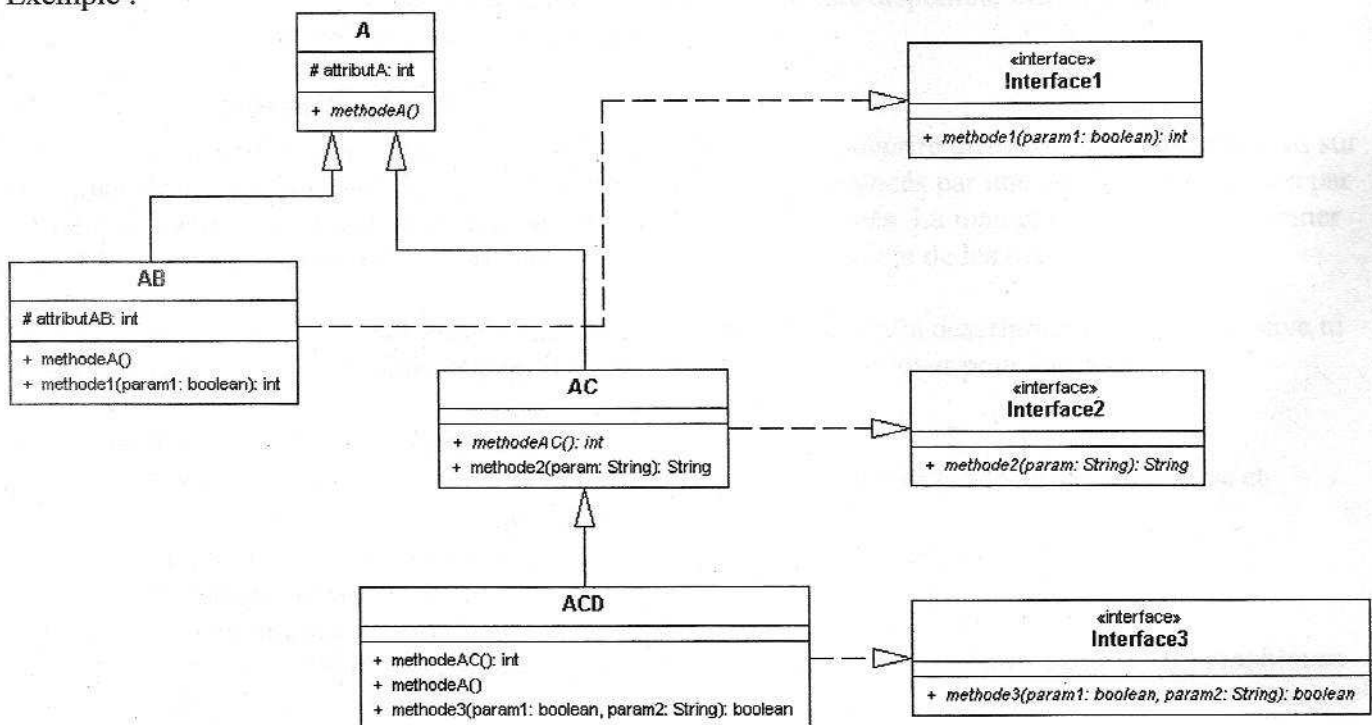 Exemple :
A
# attributA: int
+ methodeA()
«interface»
Interface1
+ methode1(param1: boolean): int
AB
# attributAB: int
+ methodeA()
+ methode1(param1: boolean): int
AC
+ methodeAC(): int
+ methode2(param: String): String
«interface»
Interface2
+ methode2(param: String): String
ACD
+ methodeAC(): int
+ methodeA()
+ methode3(param1: boolean, param2: String): boolean
«interface»
Interface3
+ methode3(param1: boolean, param2: String): boolean